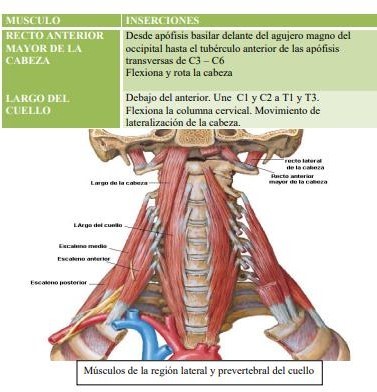 MUSCULO INSERCIONES
RECTO ANTERIOR
MAYOR DE LA
CABEZA
Desde apófisis basilar delante del agujero magno del
occipital hasta el tubérculo anterior de las apófisis
transversas de C3 – C6
Flexiona y rota la cabeza
LARGO DEL
CUELLO
Debajo del anterior. Une C1 y C2 a T1 y T3.
Flexiona la columna cervical. Movimiento de
lateralización de la cabeza.
recto lateral
de la cabeza
Recto anterior
mayor de la cabeza
Largo de la cabeza
LArgo del cuello
Escaleno medio
Escaleno anterior
Escaleno posterior
Músculos de la región lateral y prevertebral del cuello